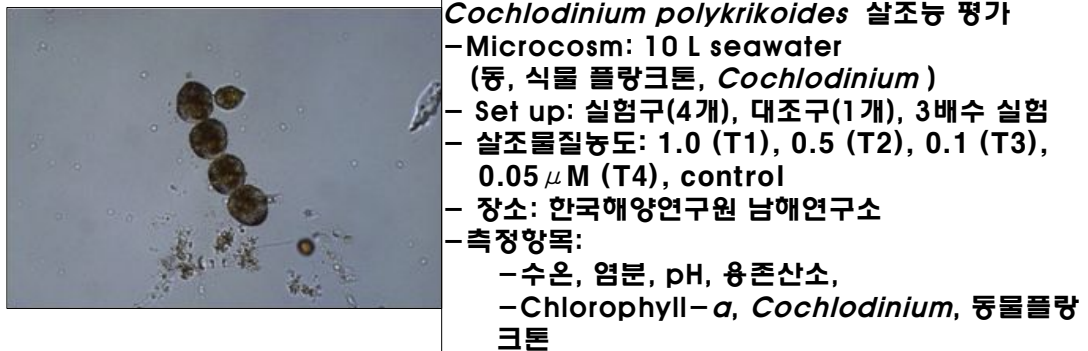 Cochlodinium polykrikoides 살조능 평가
-Microcosm: 10 L seawater
(동, 식물 플랑크톤, Cochlodinium)
- Set up: 실험구(4개), 대조구(1개), 3배수 실험
- 살조물질농도: 1.0 (T1), 0.5 (T2), 0.1 (T3),
0.05 μM (T4), control
- 장소: 한국해양연구원 남해연구소
-측정항목:
-수온, 염분, pH, 용존산소,
-Chlorophyll-a, Cochlodinium, 동물플랑
크톤